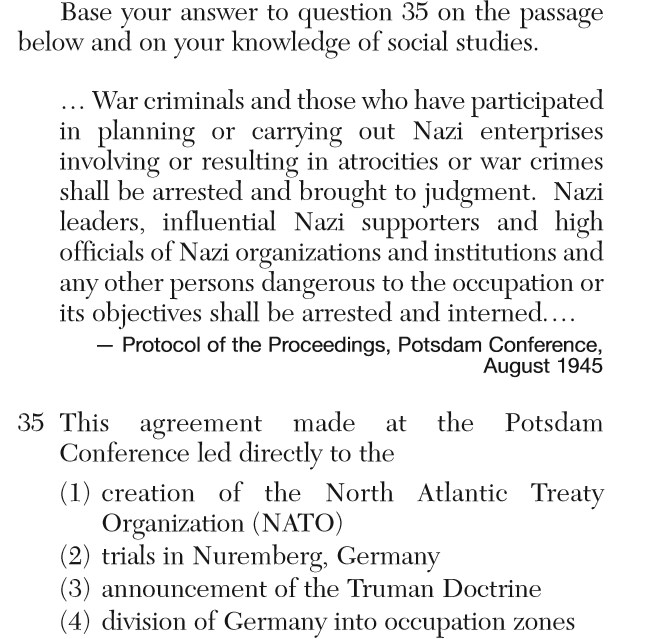 Base your answer to question 35 on the passage
below and on your knowledge of social studies.
… War criminals and those who have participated
in planning or carrying out Nazi enterprises
involving or resulting in atrocities or war crimes
shall be arrested and brought to judgment. Nazi
leaders, influential Nazi supporters and high
officials of Nazi organizations and institutions and
any other persons dangerous to the occupation or
its objectives shall be arrested and interned.…
— Protocol of the Proceedings, Potsdam Conference,
August 1945
35 This agreement made at the Potsdam
Conference led directly to the
(1) creation of the North Atlantic Treaty
Organization (NATO)
(2) trials in Nuremberg, Germany
(3) announcement of the Truman Doctrine
(4) division of Germany into occupation zones